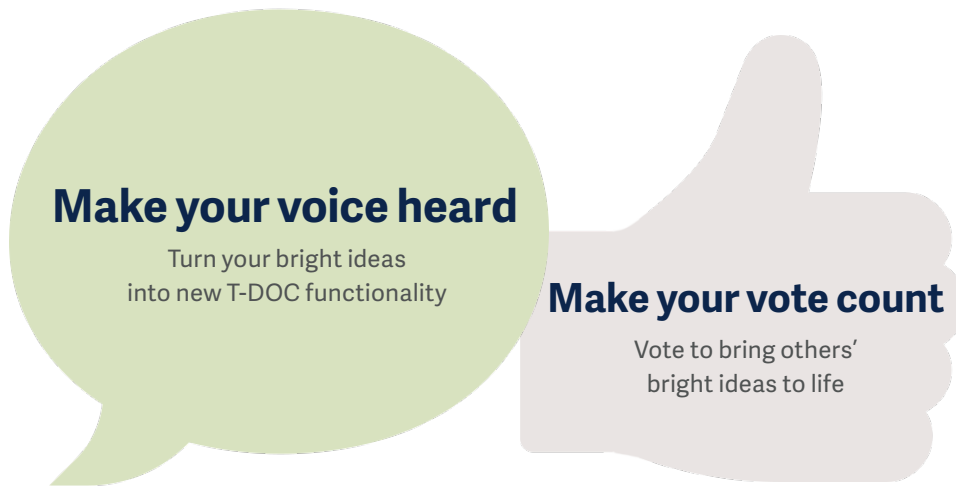 Make your voice heard
Turn your bright ideas
into new T-DOC functionality
Make your vote count
Vote to bring others’
bright ideas to life